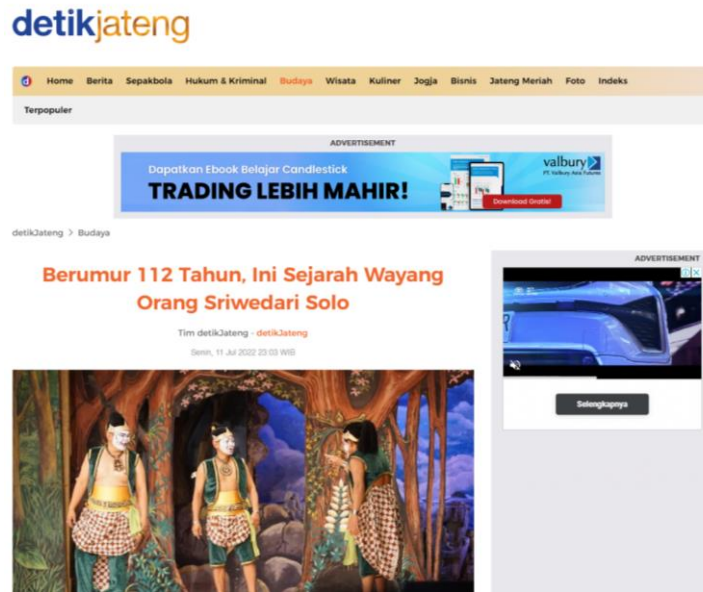 detikjateng
d Home Berita Sepakbola Hukum & Kriminal Budaya Wisata Kuliner Jogja Bisnis Jateng Meriah Foto Indeks
Terpopuler
ADVERTISEMENT
Dapatkan Ebook Belajar Candlestick
TRADING LEBIH MAHIR!
valbury
PT. Valbury Asia Futures
Download Gratis!
detikJateng > Budaya
ADVERTISEMENT
Berumur 112 Tahun, Ini Sejarah Wayang
Orang Sriwedari Solo
Tim detikJateng - detikJateng
Senin, 11 Jul 2022 23:03 WIB
Selengkapnya